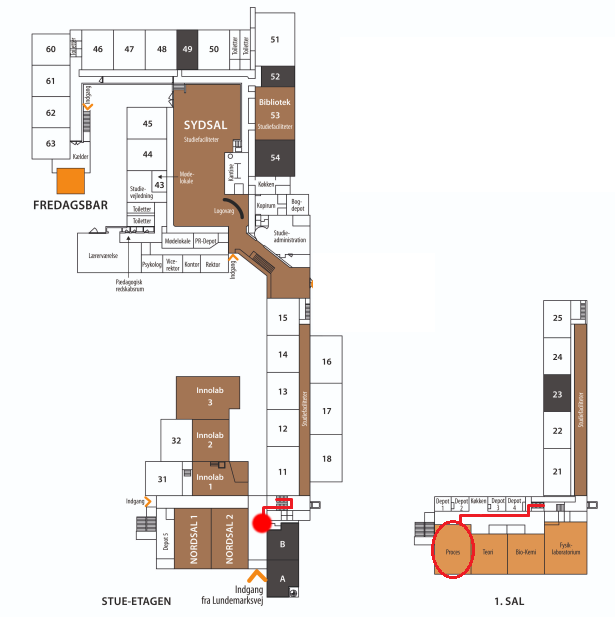 60
46
47
48
49
50
51
Toiletter
Toiletter
Toiletter
61
52
Indgang
62
45
SYDSAL
Studiefaciliteter
Bibliotek
53
Studiefaciliteter
63
Kælder
44
Kantine
54
43
Møde-
lokale
Studie-
vejledning
Køkken
FREDAGSBAR
Toiletter
Toiletter
Logosvag
Kopirum
Bog-
depot
Studie-
administration
Mødelokale
PR-Depot
Lærerværelse
Psykolog
Vice-
rektor
Kontor
Rektor
Indgang
Pædagogisk
redskabsrum
15
14
16
13
17
12
18
11
Studiefaciliteter
Innolab
3
32
Innolab
2
31
Innolab
1
Indgang
Depot 5
NORDSAL 1
NORDSAL 2
B
A
Indgang
fra Lundemarksvej
STUE-ETAGEN
25
24
23
22
21
Studiefaciliteter
Depot
1
Depot
2
Køkken
Depot
3
Depot
4
Proces
Teori
Bio-Kemi
Fysik-
laboratorium
1. SAL